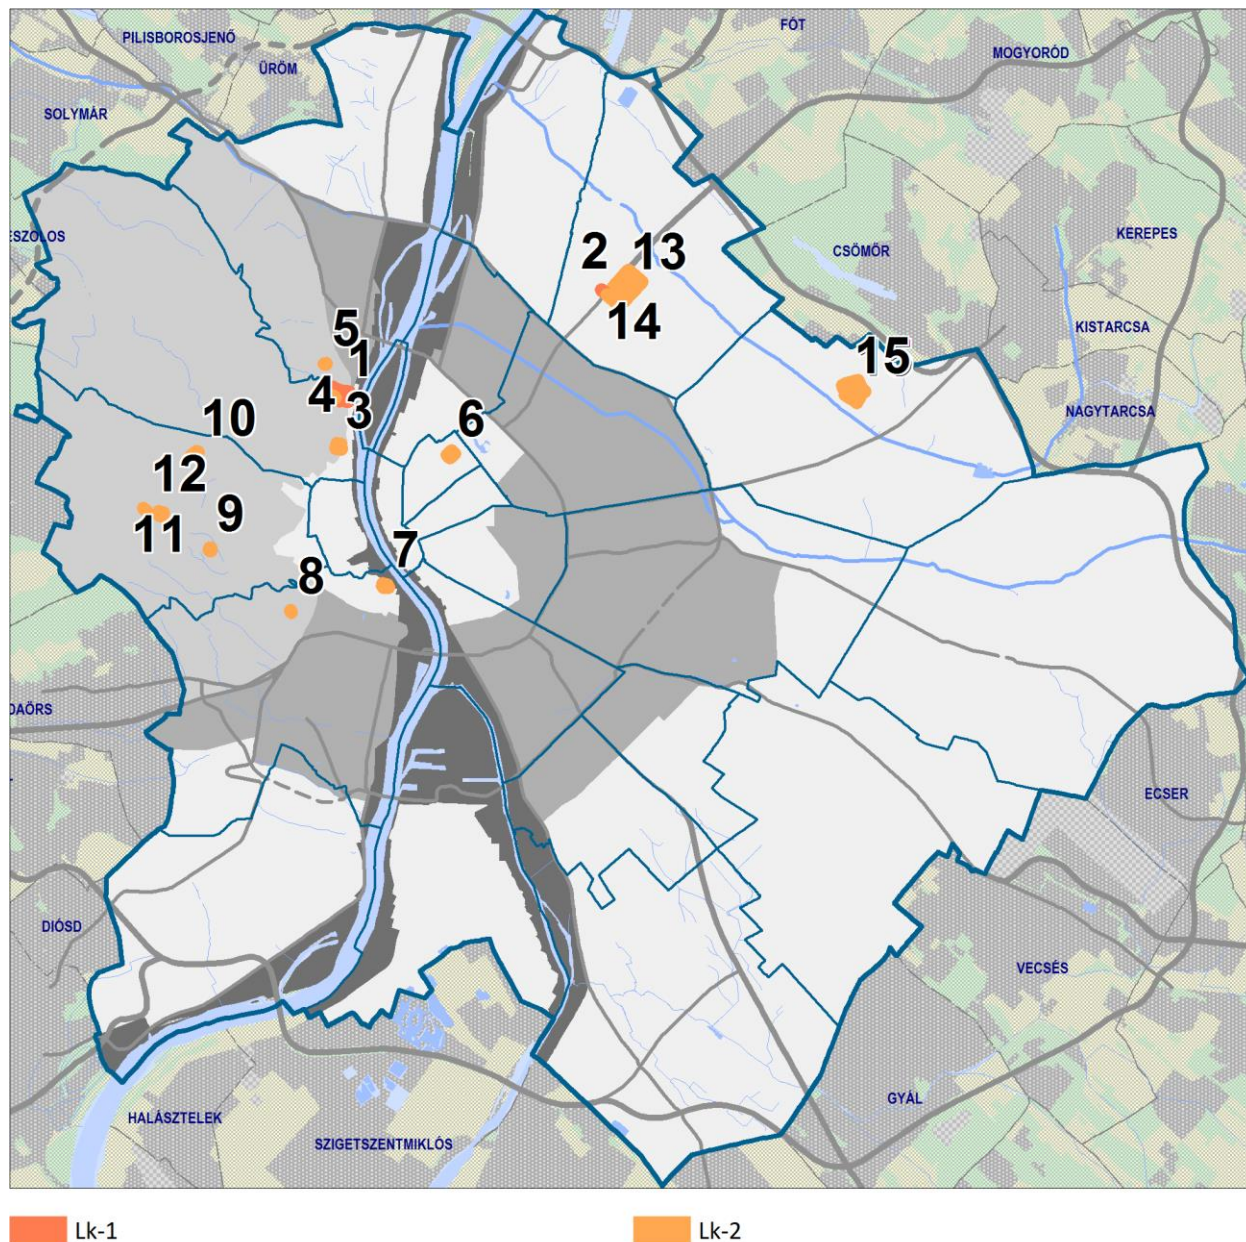 FÓT
PILISBOROSJENŐ
MOGYORÓD
ÜRÖM
SOLYMÁR
KEREPES
ESZŐLŐS
CSÖMÖR
2
13
14
KISTARCSA
5
1
15
4
3
NAGYTARCSA
10
6
12
9
11
7
8
DAÖRS
ECSER
DIÓSD
VECSÉS
GYÁL
HALÁSZTELEK
SZIGETSZENTMIKLÓS
Lk-1
Lk-2